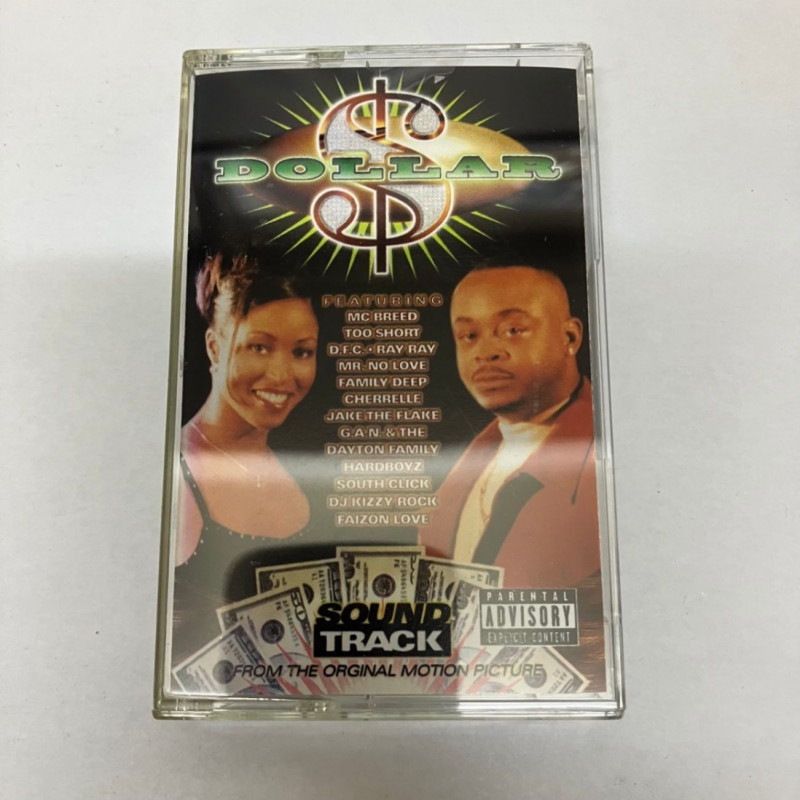 $
DOLLAR
FEATURING
MC BREED
TOO SHORT
D.F.C. • RAY RAY
MR. NO LOVE
FAMILY DEEP
CHERRELLE
JAKE THE FLAKE
G.A.N. & THE
DAYTON FAMILY
HARDBOYZ
SOUTH CLICK
DJ KIZZY ROCK
FAIZON LOVE
SOUND
TRACK
PARENTAL
ADVISORY
EXPLICIT CONTENT
FROM THE ORGINAL MOTION PICTURE